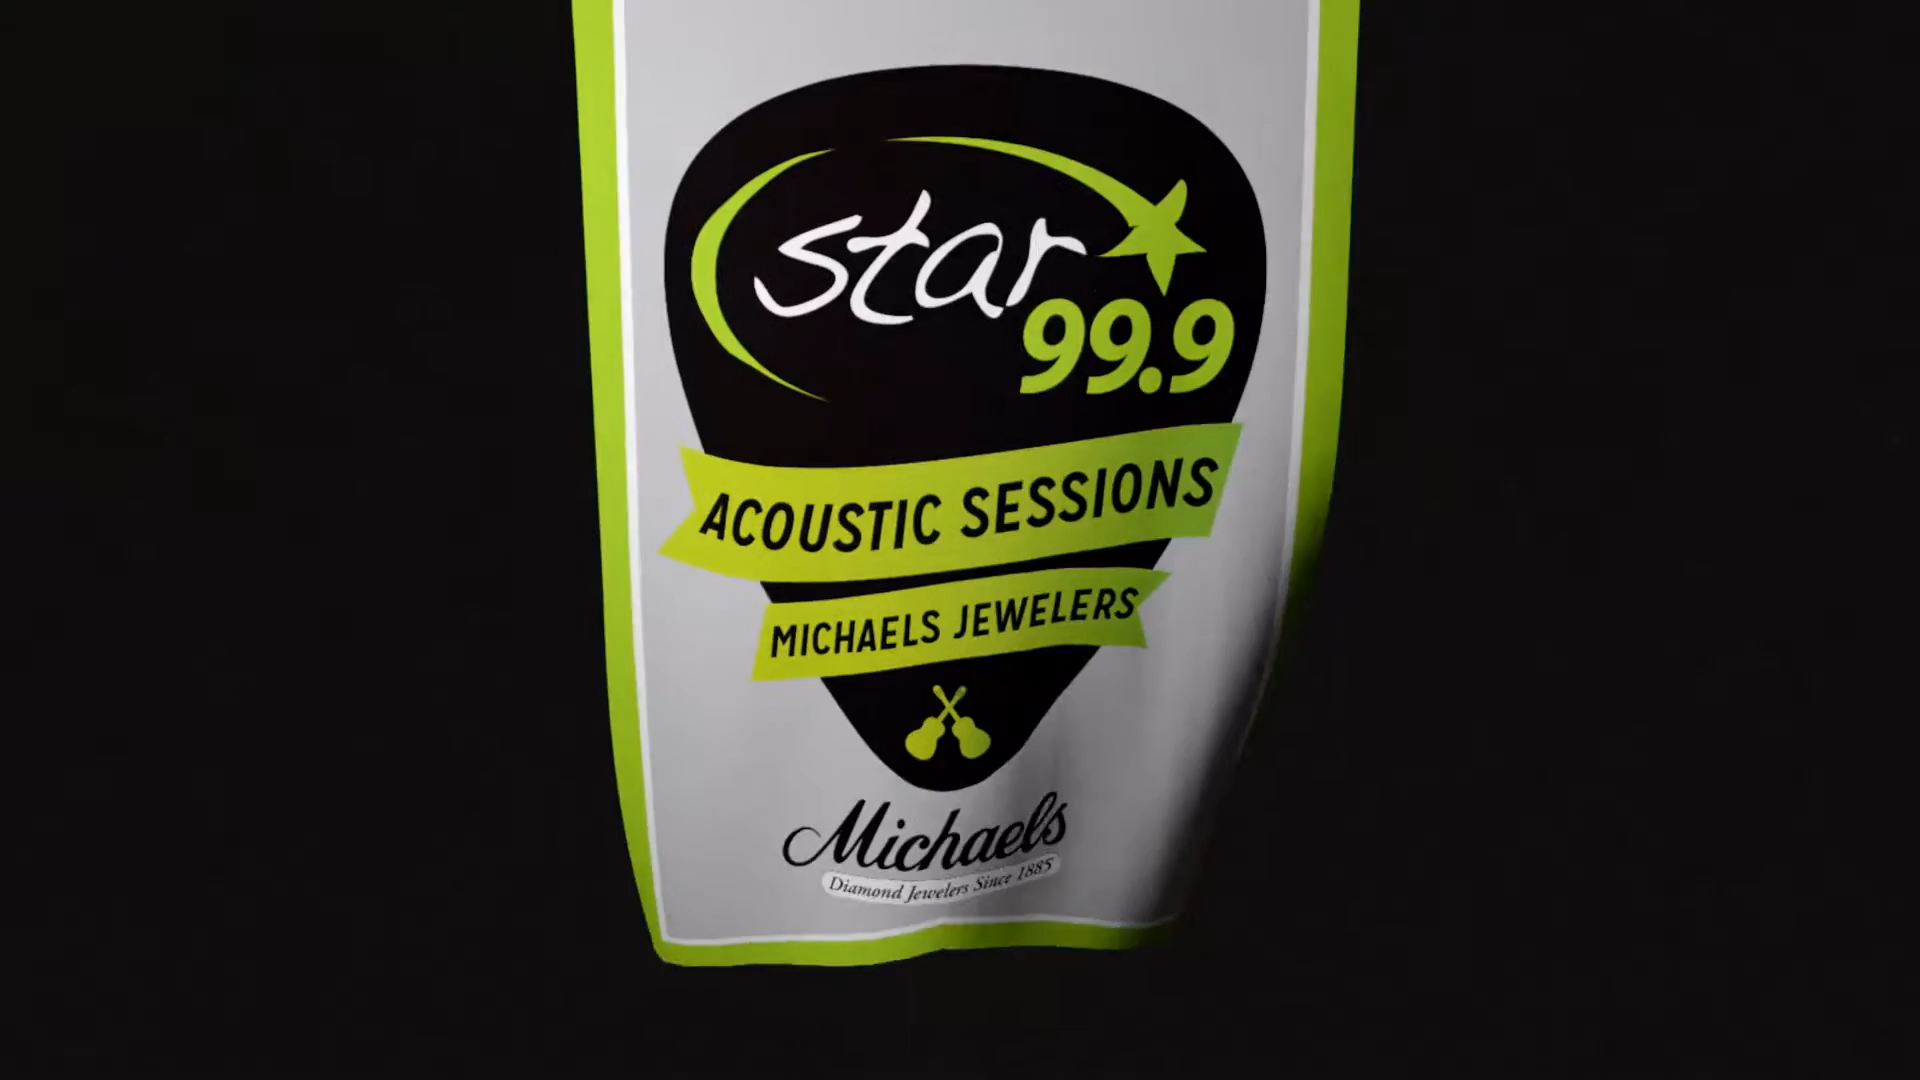 star
99.9
ACOUSTIC SESSIONS
MICHAELS JEWELERS
Michaels
Diamond Jewelers Since 1885